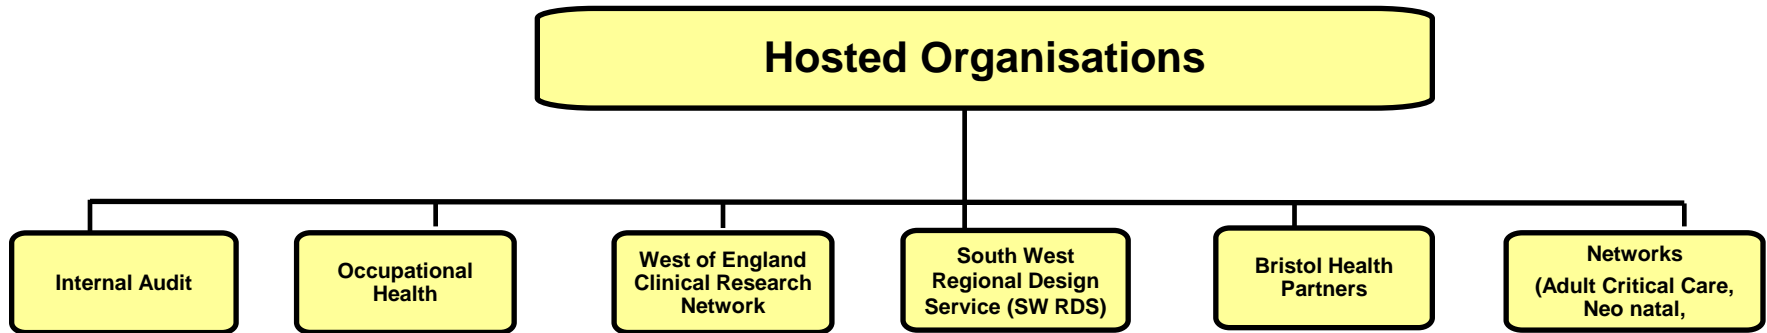 Hosted Organisations
Internal Audit
Occupational
Health
West of England
Clinical Research
Network
South West
Regional Design
Service (SW RDS)
Bristol Health
Partners
Networks
(Adult Critical Care,
Neo natal,